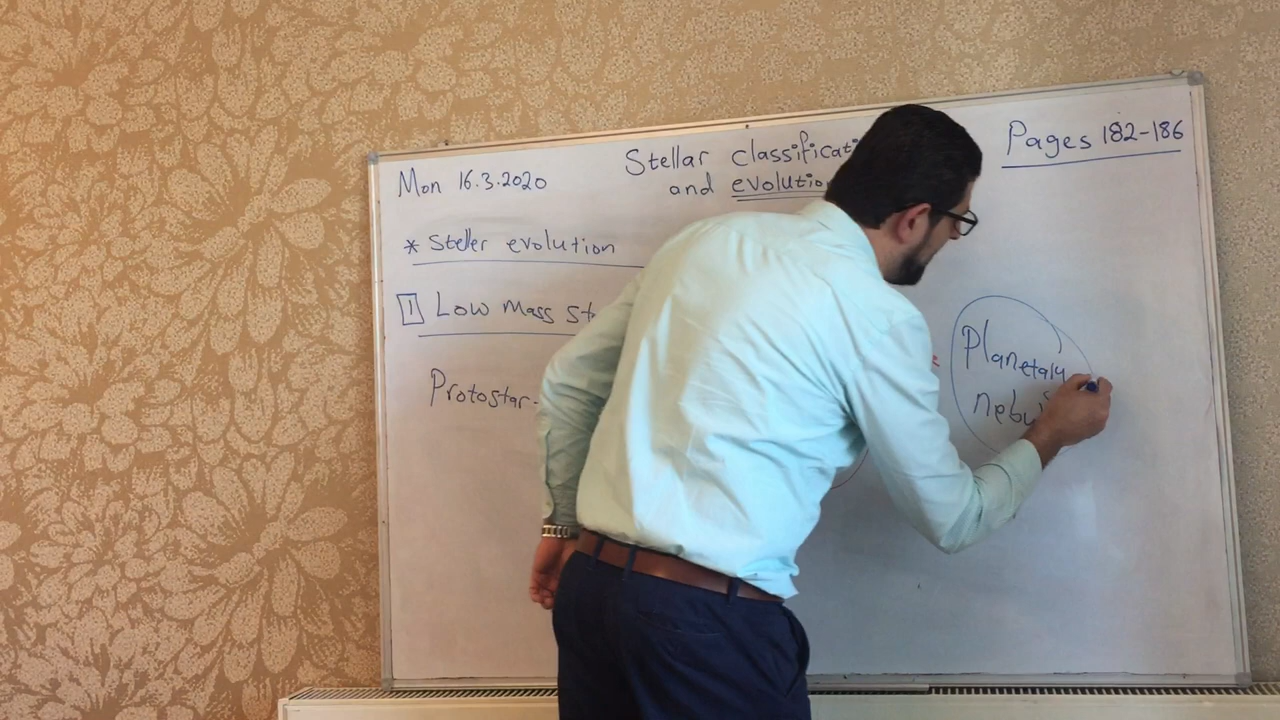 Mon 16.3.2020
Stellar classificati
and evolutio
Pages 182-186
* Steller evolution
1 Low Mass St
Protostar-
Planetary
nebu